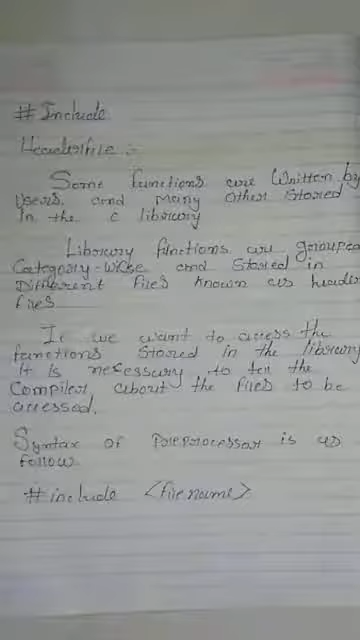 # Include
Headerfile :-
Some functions are Written by
Users and many other Stored
In the c library
Library functions are grouped
Category-wise and Stored in
Different files known as header
files
If we want to access the
functions Stored in the library
it is necessary to tell the
Compiler about the files to be
accessed.
Syntax of Preprocessor is as
follow
#include <filename>